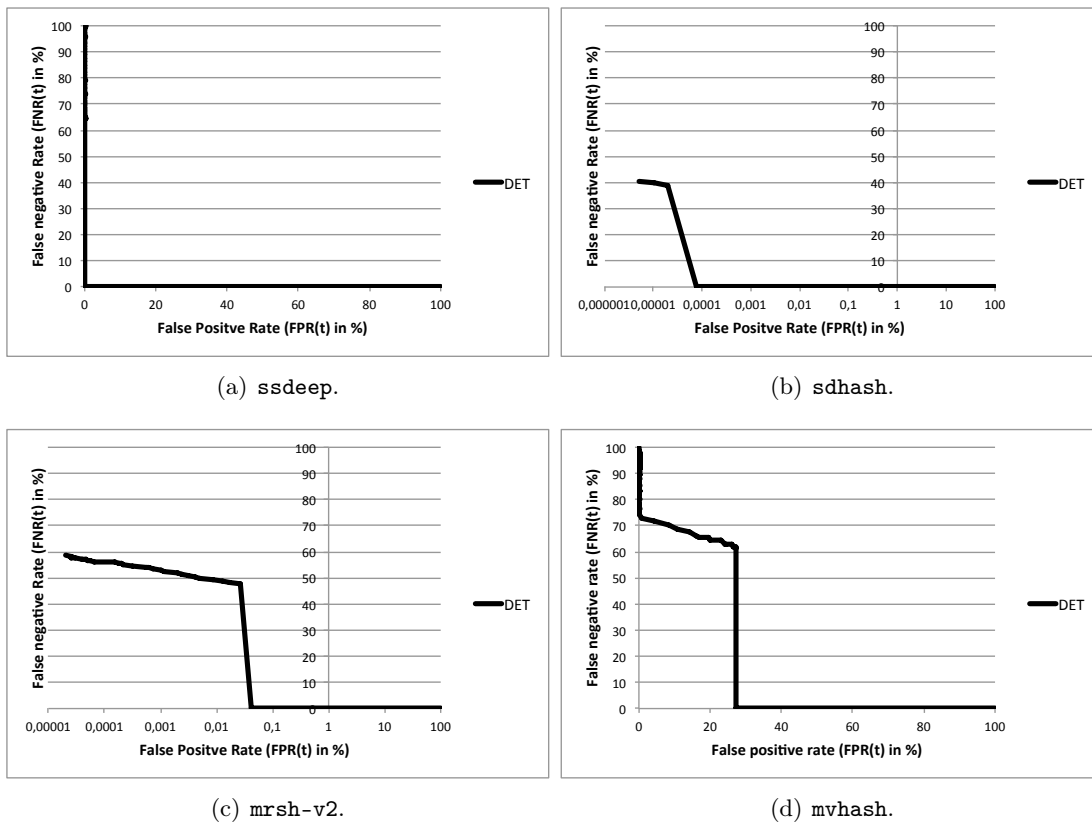 100
90
80
70
60
50
40
30
20
10
0
False negative Rate (FNR(t) in %)
0 20 40 60 80 100
False Positve Rate (FPR(t) in %)
DET
(a) ssdeep.
100
90
80
70
60
50
40
30
20
10
0
False negative Rate (FNR(t) in %)
0,000001 0,00001 0,0001 0,001 0,01 0,1 1 10 100
False Positve Rate (FPR(t) in %)
DET
(b) sdhash.
100
90
80
70
60
50
40
30
20
10
0
False negative Rate (FNR(t) in %)
0,00001 0,0001 0,001 0,01 0,1 1 10 100
False Positve Rate (FPR(t) in %)
DET
(c) mrsh-v2.
100
90
80
70
60
50
40
30
20
10
0
False negative rate (FNR(t) in %)
0 20 40 60 80 100
False positive rate (FPR(t) in %)
DET
(d) mvhash.